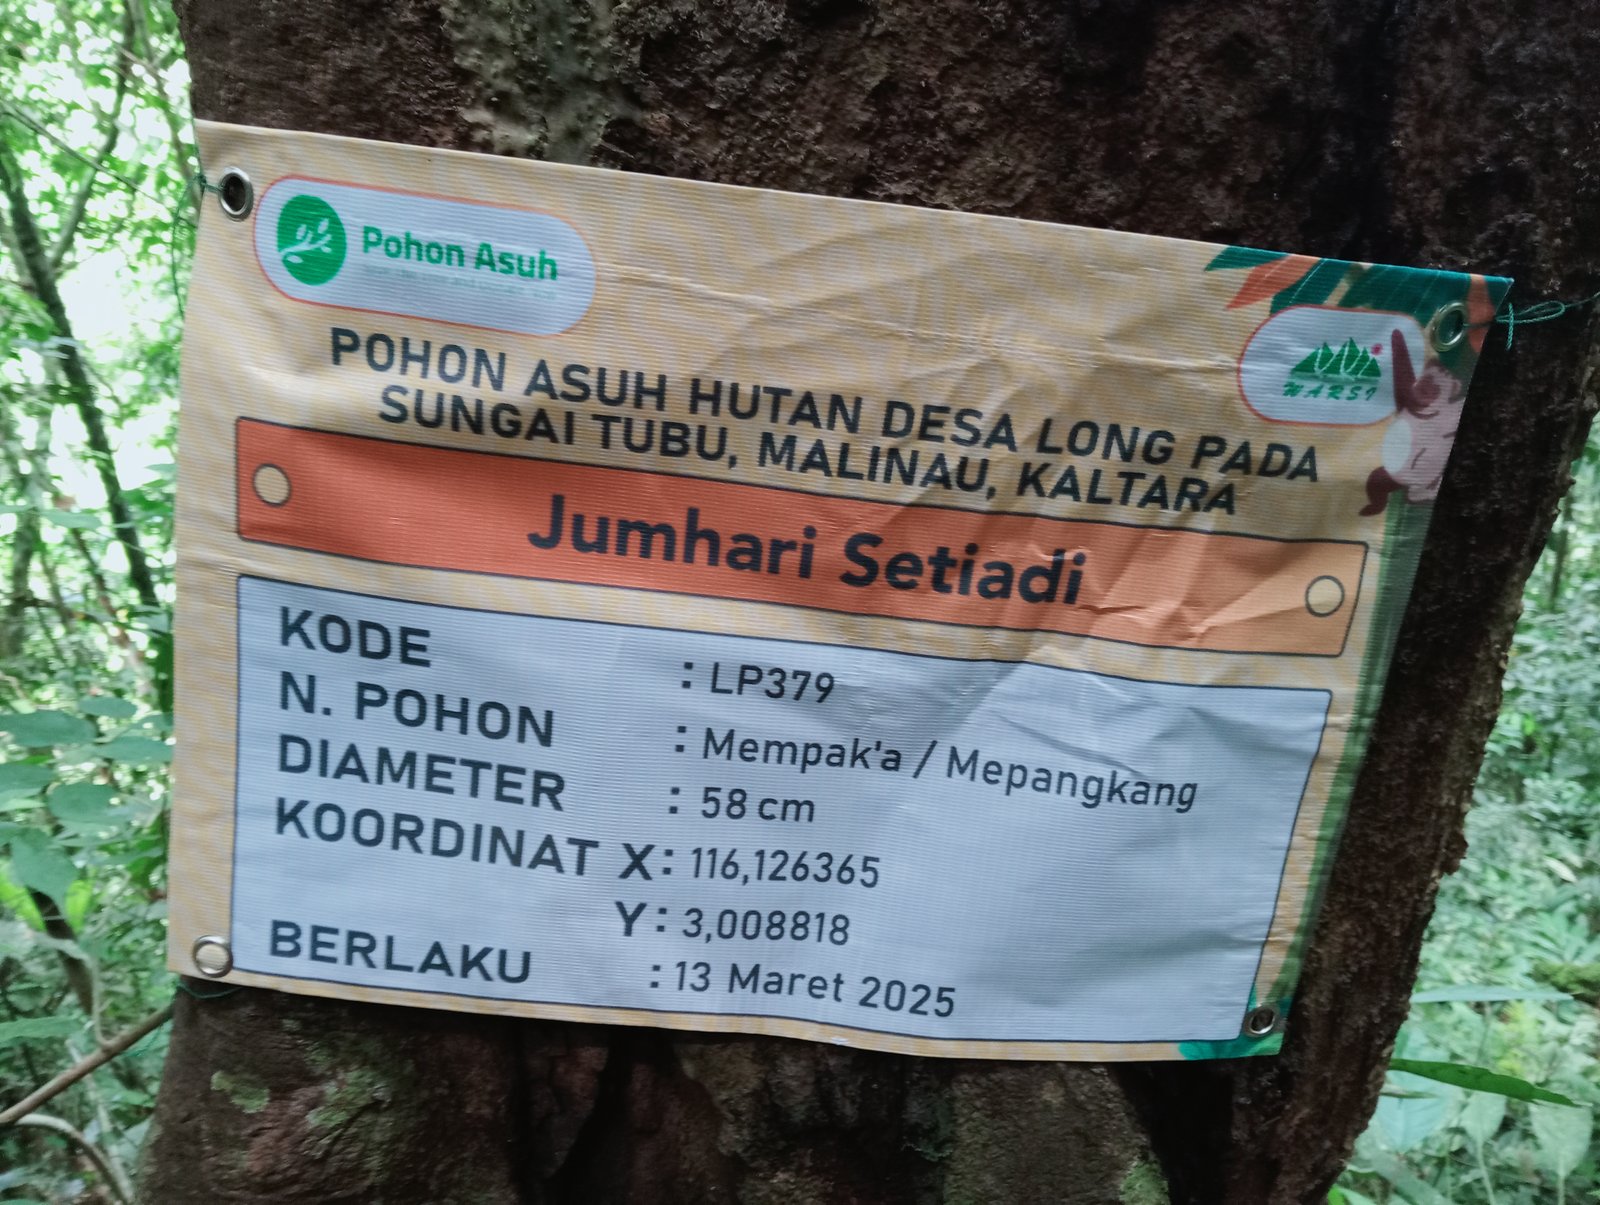 Pohon Asuh
WARSI
POHON ASUH HUTAN DESA LONG PADA
SUNGAI TUBU, MALINAU, KALTARA
Jumhari Setiadi
KODE : LP379
N. POHON : Mempak'a / Mepangkang
DIAMETER : 58 cm
KOORDINAT X : 116,126365
Y : 3,008818
BERLAKU : 13 Maret 2025